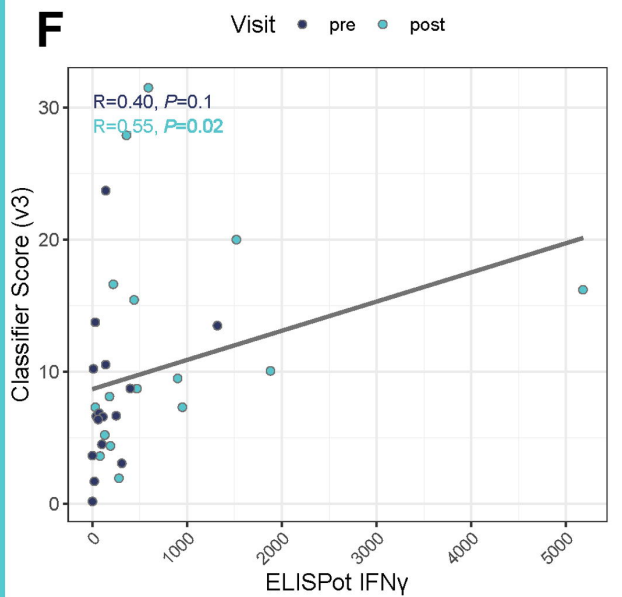 F
Visit pre post
R=0.40, P=0.1
R=0.55, P=0.02
Classifier Score (v3)
30
20
10
0
0 1000 2000 3000 4000 5000
ELISPot IFNγ